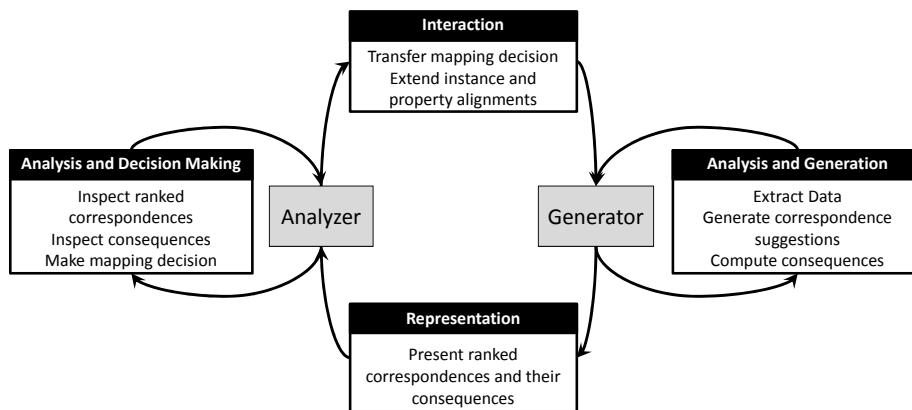 Interaction
Transfer mapping decision
Extend instance and
property alignments
Analysis and Decision Making
Inspect ranked
correspondences
Inspect consequences
Make mapping decision
Analyzer
Generator
Analysis and Generation
Extract Data
Generate correspondence
suggestions
Compute consequences
Representation
Present ranked
correspondences and their
consequences